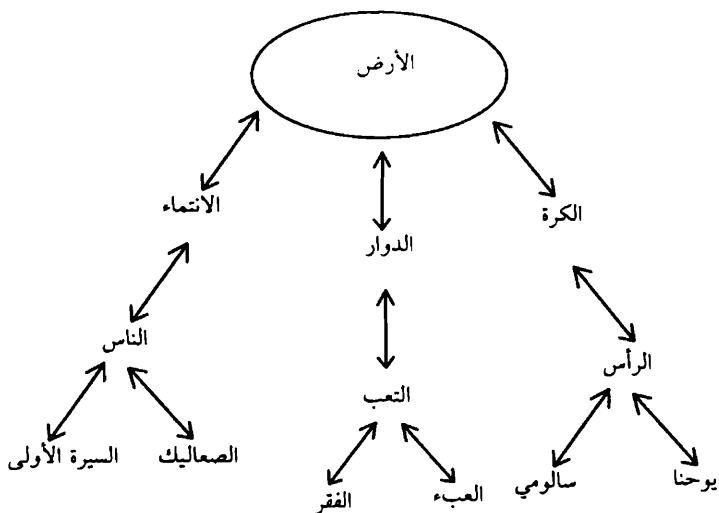 الأرض
الكرة
الدوار
الانتماء
الرأس
التعب
الناس
يوحنا
سالومي
العبء
الفقر
الصعاليك
السيرة الأولى